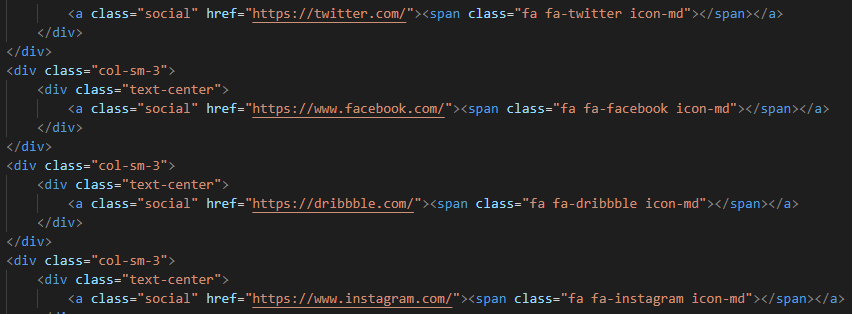 <a class="social" href="https://twitter.com/"><span class="fa fa-twitter icon-md"></span></a>
</div>
</div>
<div class="col-sm-3">
<div class="text-center">
<a class="social" href="https://www.facebook.com/"><span class="fa fa-facebook icon-md"></span></a>
</div>
</div>
<div class="col-sm-3">
<div class="text-center">
<a class="social" href="https://dribbble.com/"><span class="fa fa-dribbble icon-md"></span></a>
</div>
</div>
<div class="col-sm-3">
<div class="text-center">
<a class="social" href="https://www.instagram.com/"><span class="fa fa-instagram icon-md"></span></a>